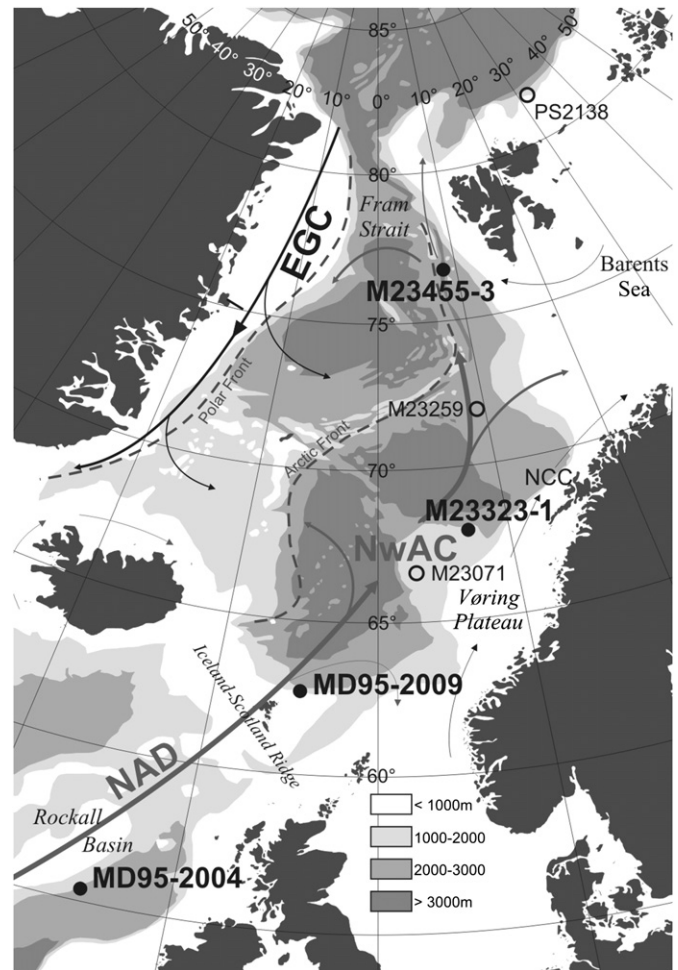 50°
40°
30°
20°
10°
0°
10°
20°
30°
40°
50°
85°
PS2138
80°
Fram
Strait
EGC
Barents
Sea
M23455-3
75°
Polar Front
M23259
Arctic Front
70°
NCC
M23323-1
NwAC
M23071
Vøring
Plateau
65°
Iceland-Scotland Ridge
MD95-2009
NAD
60°
< 1000m
1000-2000
2000-3000
> 3000m
Rockall
Basin
MD95-2004